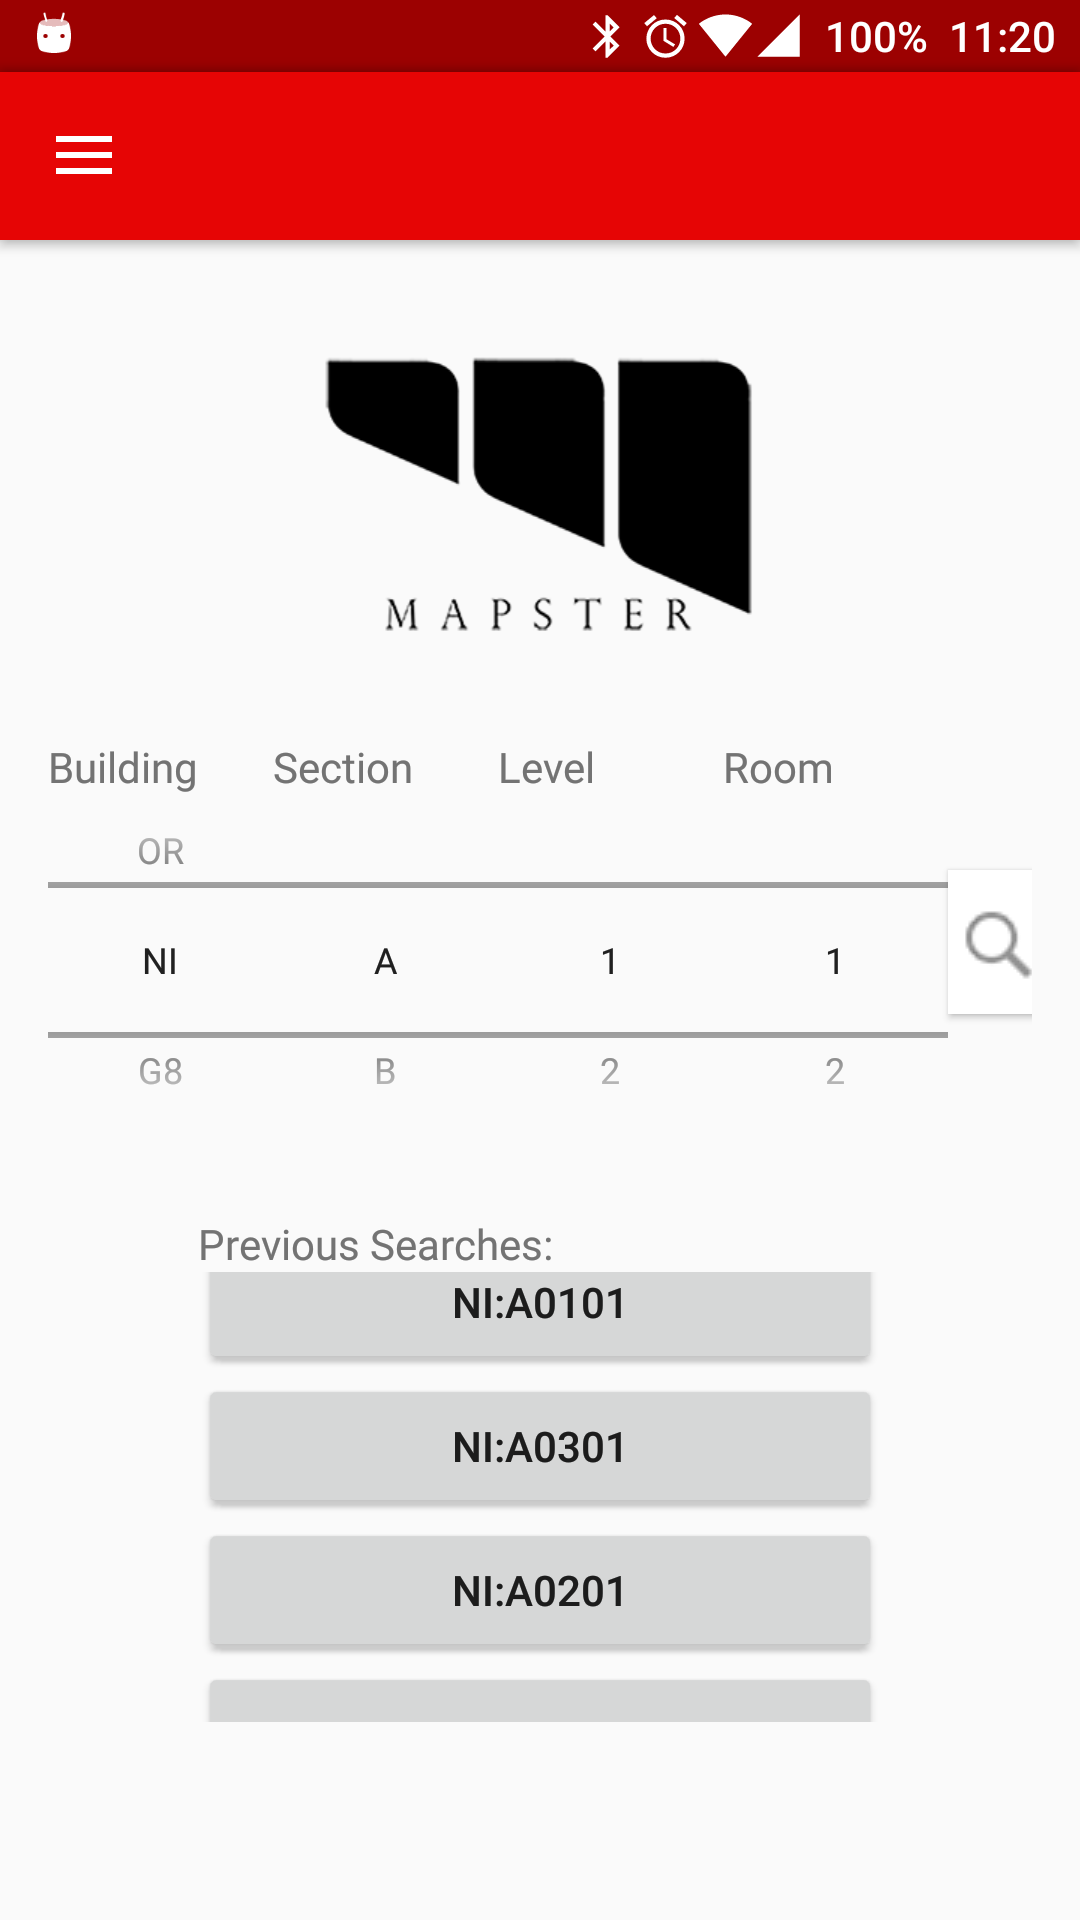 100% 11:20
MAPSTER
Building Section Level Room
OR
NI A 1 1
G8 B 2 2
Previous Searches:
NI:A0101
NI:A0301
NI:A0201